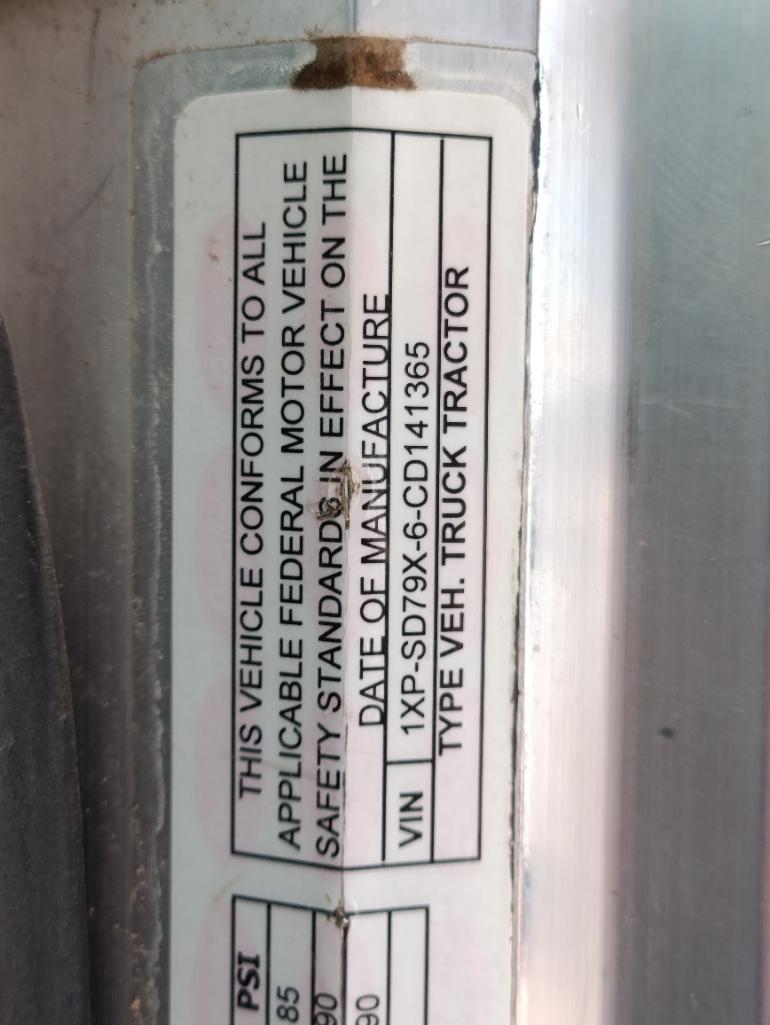 THIS VEHICLE CONFORMS TO ALL
APPLICABLE FEDERAL MOTOR VEHICLE
SAFETY STANDARDS IN EFFECT ON THE
DATE OF MANUFACTURE
VIN 1XP-SD79X-6-CD141365
TYPE VEH. TRUCK TRACTOR
PSI
85
90
90